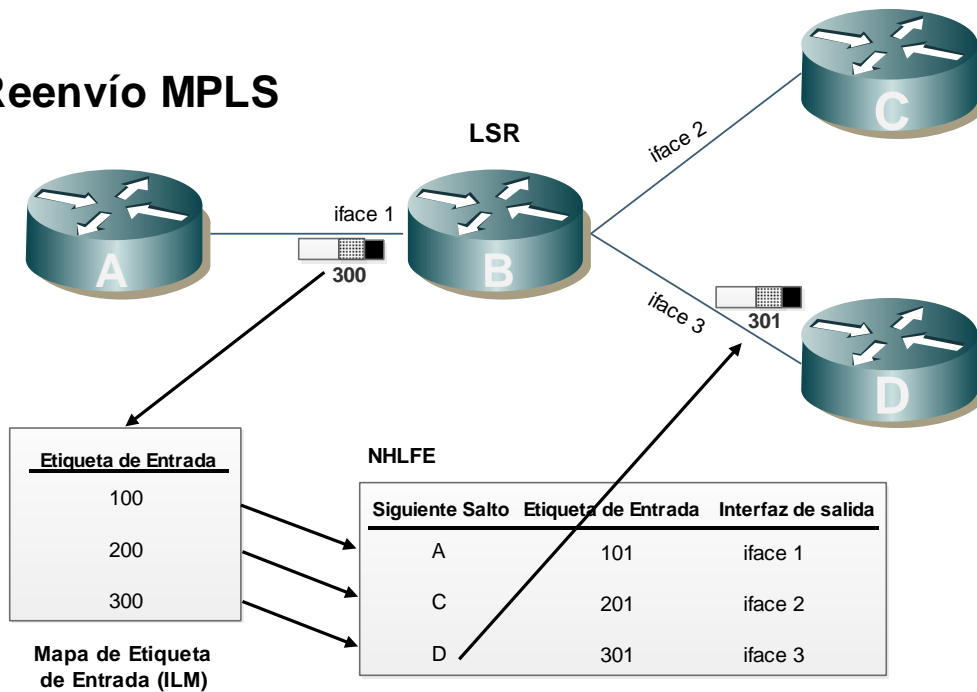 Reenvío MPLS
LSR
C
iface 2
A
iface 1
B
300
iface 3
301
D
Etiqueta de Entrada
100
200
300
Mapa de Etiqueta
de Entrada (ILM)
NHLFE
Siguiente Salto Etiqueta de Entrada Interfaz de salida
A 101 iface 1
C 201 iface 2
D 301 iface 3